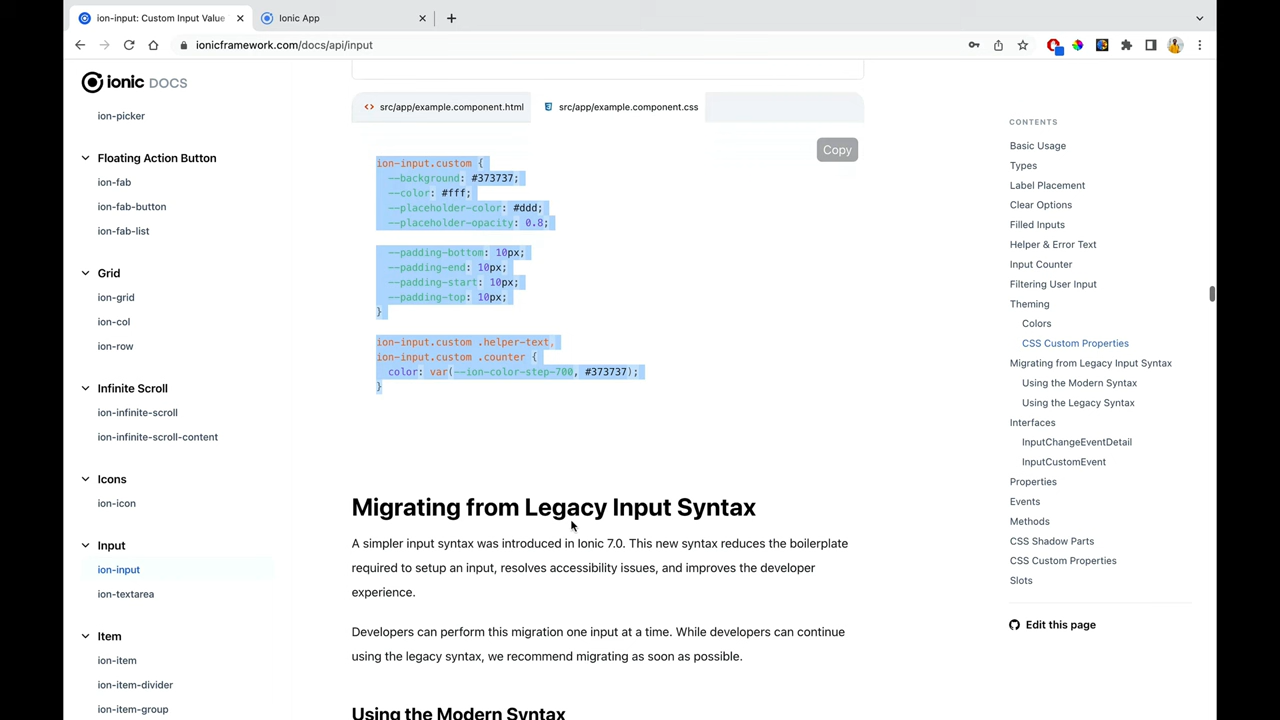 ion-input: Custom Input Value
Ionic App
ionicframework.com/docs/api/input
ionic DOCS
ion-picker
Floating Action Button
ion-fab
ion-fab-button
ion-fab-list
Grid
ion-grid
ion-col
ion-row
Infinite Scroll
ion-infinite-scroll
ion-infinite-scroll-content
Icons
ion-icon
Input
ion-input
ion-textarea
Item
ion-item
ion-item-divider
ion-item-group
<> src/app/example.component.html
src/app/example.component.css
Copy
ion-input.custom {
--background: #373737;
--color: #fff;
--placeholder-color: #ddd;
--placeholder-opacity: 0.8;
--padding-bottom: 10px;
--padding-end: 10px;
--padding-start: 10px;
--padding-top: 10px;
}
ion-input.custom .helper-text,
ion-input.custom .counter {
color: var(--ion-color-step-700, #373737);
}
Migrating from Legacy Input Syntax
A simpler input syntax was introduced in Ionic 7.0. This new syntax reduces the boilerplate
required to setup an input, resolves accessibility issues, and improves the developer
experience.
Developers can perform this migration one input at a time. While developers can continue
using the legacy syntax, we recommend migrating as soon as possible.
Using the Modern Syntax
CONTENTS
Basic Usage
Types
Label Placement
Clear Options
Filled Inputs
Helper & Error Text
Input Counter
Filtering User Input
Theming
Colors
CSS Custom Properties
Migrating from Legacy Input Syntax
Using the Modern Syntax
Using the Legacy Syntax
Interfaces
InputChangeEventDetail
InputCustomEvent
Properties
Events
Methods
CSS Shadow Parts
CSS Custom Properties
Slots
Edit this page